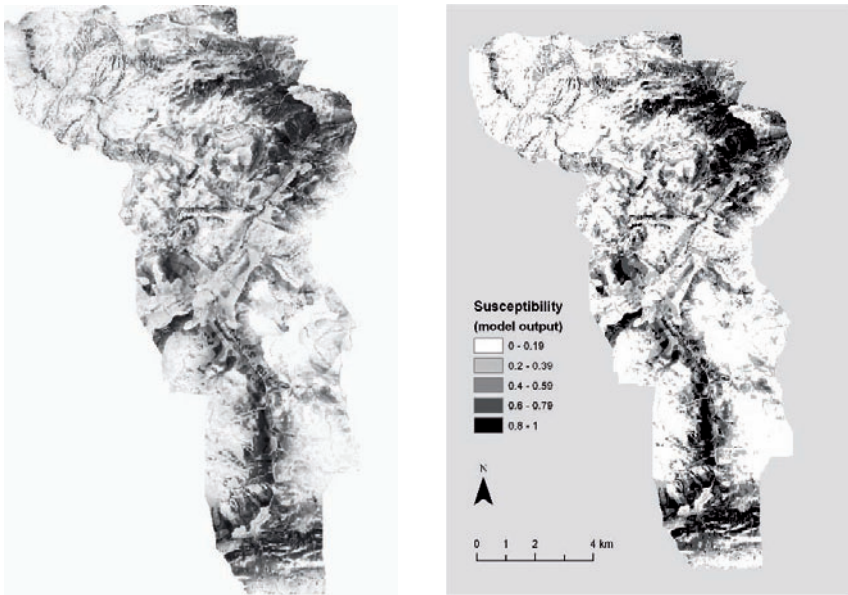 Susceptibility
(model output)
0 - 0.19
0.2 - 0.39
0.4 - 0.59
0.6 - 0.79
0.8 - 1
N
0 1 2 4 km